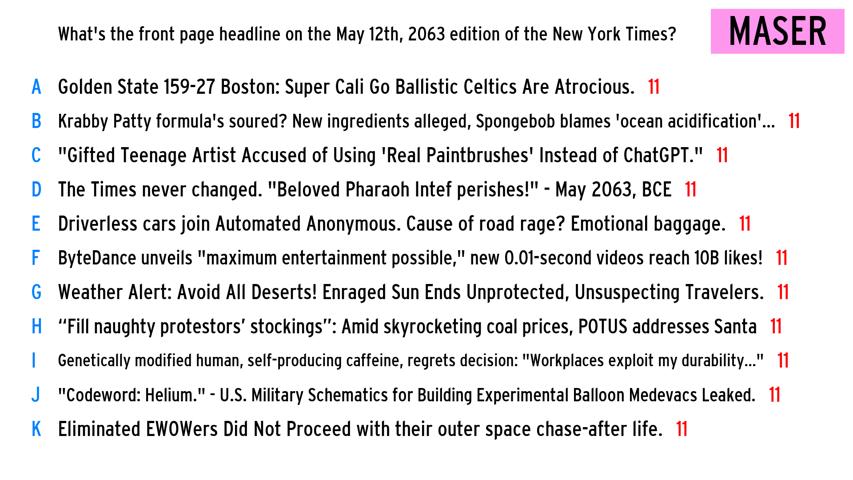 What's the front page headline on the May 12th, 2063 edition of the New York Times?
MASER
A Golden State 159-27 Boston: Super Cali Go Ballistic Celtics Are Atrocious. 11
B Krabby Patty formula's soured? New ingredients alleged, Spongebob blames 'ocean acidification'... 11
C "Gifted Teenage Artist Accused of Using 'Real Paintbrushes' Instead of ChatGPT." 11
D The Times never changed. "Beloved Pharaoh Intef perishes!" - May 2063, BCE 11
E Driverless cars join Automated Anonymous. Cause of road rage? Emotional baggage. 11
F ByteDance unveils "maximum entertainment possible," new 0.01-second videos reach 10B likes! 11
G Weather Alert: Avoid All Deserts! Enraged Sun Ends Unprotected, Unsuspecting Travelers. 11
H “Fill naughty protestors’ stockings”: Amid skyrocketing coal prices, POTUS addresses Santa 11
I Genetically modified human, self-producing caffeine, regrets decision: "Workplaces exploit my durability..." 11
J "Codeword: Helium." - U.S. Military Schematics for Building Experimental Balloon Medevacs Leaked. 11
K Eliminated EWOWers Did Not Proceed with their outer space chase-after life. 11